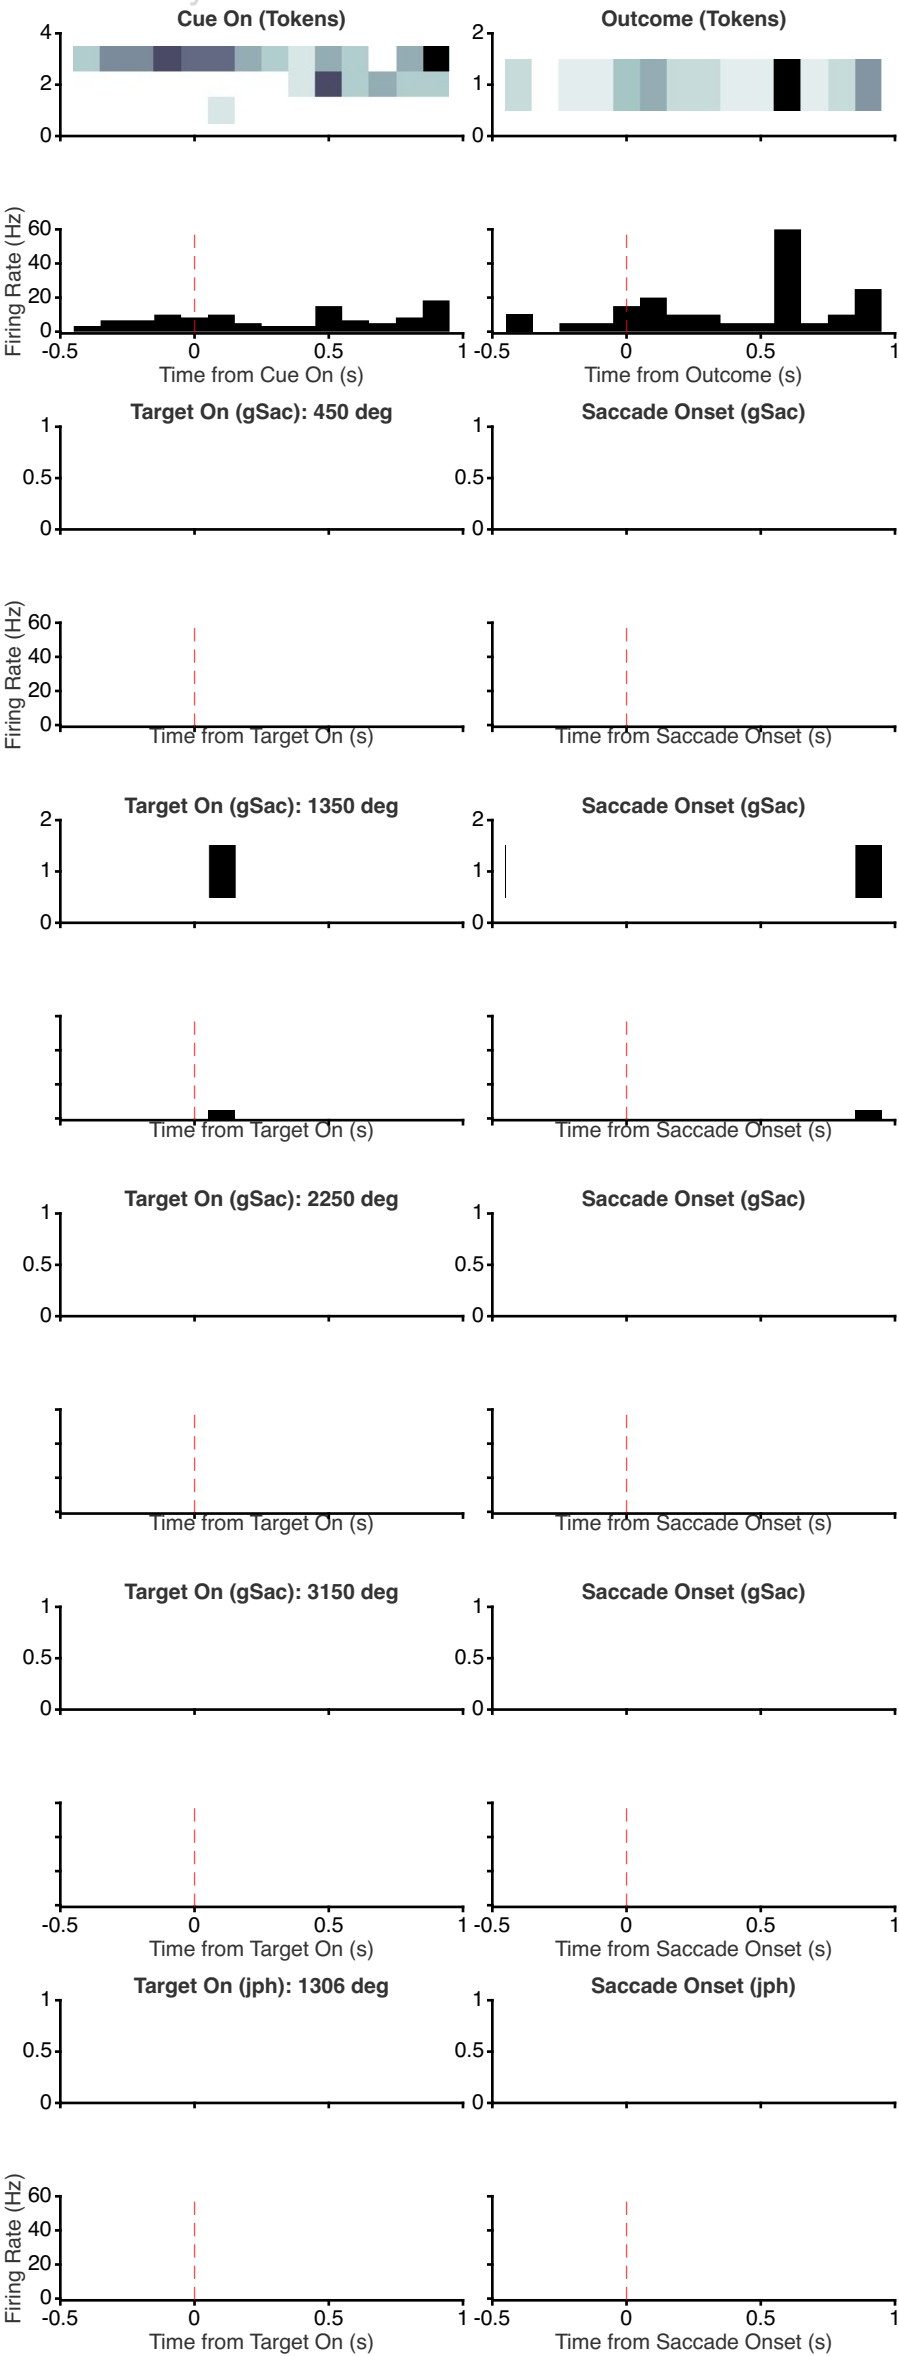 Cue On (Tokens)
Outcome (Tokens)
4
2
0
2
1
0
Firing Rate (Hz)
60
40
20
0
-0.5 0 0.5 1
-0.5 0 0.5 1
Time from Cue On (s)
Time from Outcome (s)
Target On (gSac): 450 deg
Saccade Onset (gSac)
1
0.5
0
1
0.5
0
Firing Rate (Hz)
60
40
20
0
Time from Target On (s)
Time from Saccade Onset (s)
Target On (gSac): 1350 deg
Saccade Onset (gSac)
2
1
0
2
1
0
Time from Target On (s)
Time from Saccade Onset (s)
Target On (gSac): 2250 deg
Saccade Onset (gSac)
1
0.5
0
1
0.5
0
Time from Target On (s)
Time from Saccade Onset (s)
Target On (gSac): 3150 deg
Saccade Onset (gSac)
1
0.5
0
1
0.5
0
-0.5 0 0.5 1
-0.5 0 0.5 1
Time from Target On (s)
Time from Saccade Onset (s)
Target On (jph): 1306 deg
Saccade Onset (jph)
1
0.5
0
1
0.5
0
Firing Rate (Hz)
60
40
20
0
-0.5 0 0.5 1
-0.5 0 0.5 1
Time from Target On (s)
Time from Saccade Onset (s)